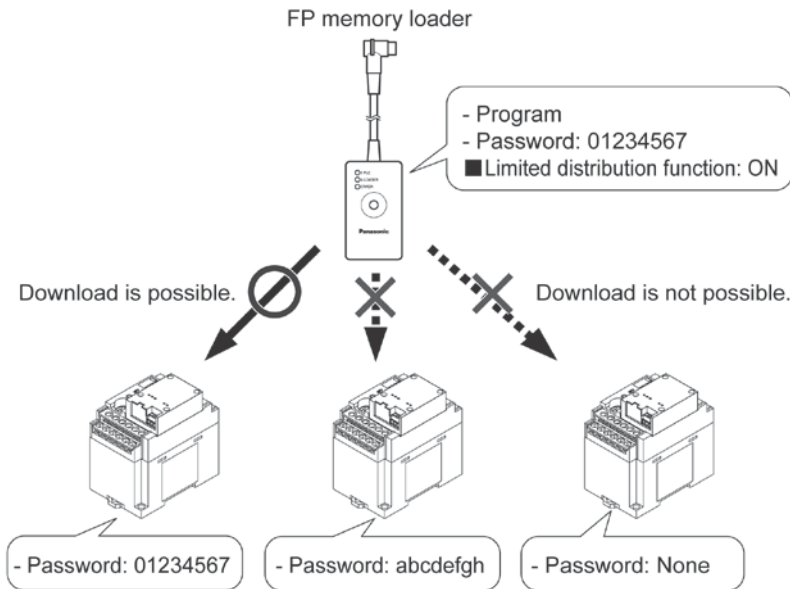 FP memory loader
- Program
- Password: 01234567
■Limited distribution function: ON
Panasonic
Download is possible.
Download is not possible.
- Password: 01234567
- Password: abcdefgh
- Password: None